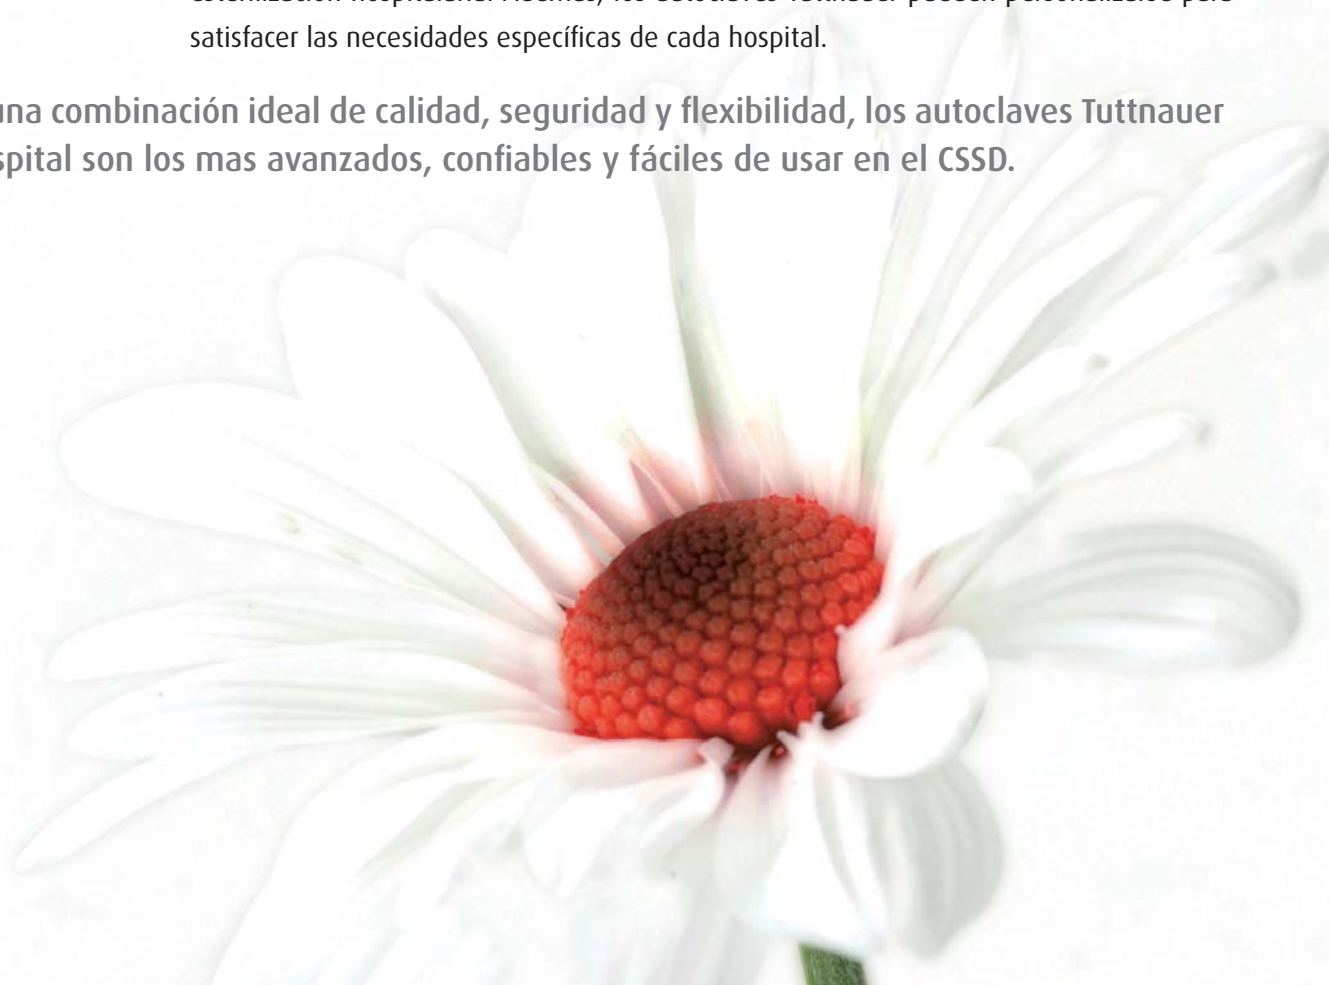 satisfacer las necesidades específicas de cada hospital.
una combinación ideal de calidad, seguridad y flexibilidad, los autoclaves Tuttnauer
spital son los mas avanzados, confiables y fáciles de usar en el CSSD.